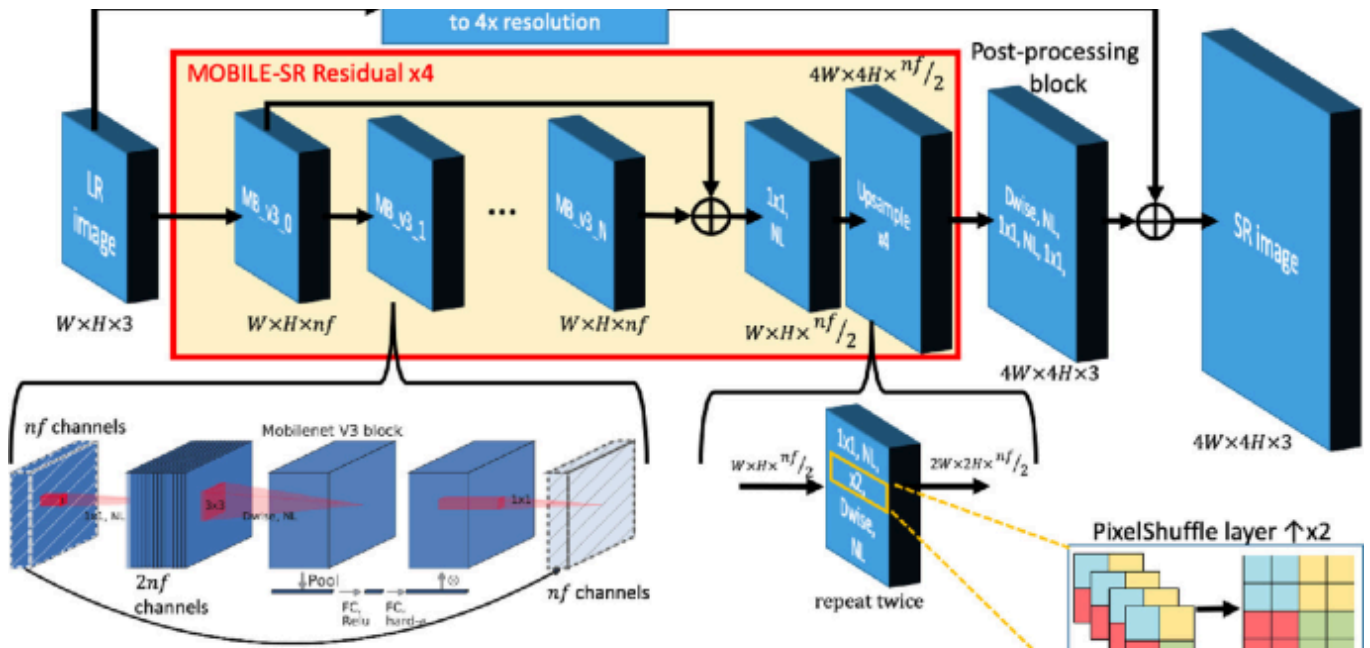 to 4x resolution
MOBILE-SR Residual x4
4W×4H×nf/2
Post-processing
block
LR
image
MB_v3_0
MB_v3_1
...
MB_v3_N
1x1,
NL
Upsample
x4
Dwise, NL,
1x1, NL, 1x1,
SR image
W×H×3
W×H×nf
W×H×nf
W×H×nf/2
4W×4H×3
4W×4H×3
nf channels
Mobilenet V3 block
1x1, NL
3x3
Dwise, NL
1x1
2nf
channels
Pool
FC,
Relu
FC,
hard-σ
⊗
nf channels
W×H×nf/2
1x1, NL,
x2,
Dwise,
NL
2W×2H×nf/2
repeat twice
PixelShuffle layer ↑x2